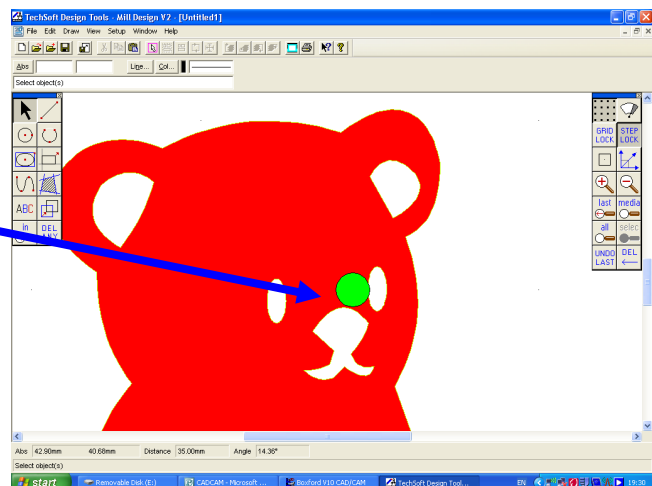 TechSoft Design Tools - Mill Design V2 - [Untitled1]
File Edit Draw View Setup Window Help
Abs Line... Col...
Select object(s)
GRID LOCK STEP LOCK
ABC
last media
in DEL ANY
all selec
UNDO LAST DEL
Abs 42.90mm 40.68mm Distance 35.00mm Angle 14.36°
Select object(s)
start Removable Disk (E:) CADCAM - Microsoft ... Boxford V10 CAD/CAM TechSoft Design Tool... EN 19:30